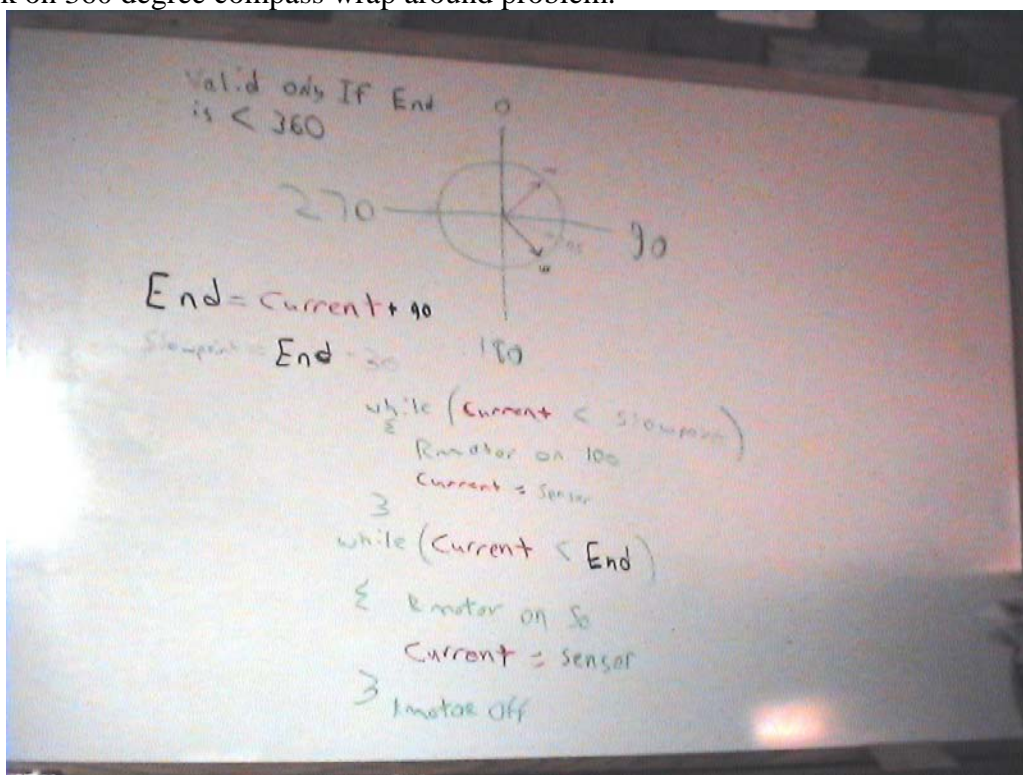 k on 360 degree compass wrap around problem.
Valid only If End
is < 360
0
270
90
180
End = Current + 90
Slowpoint = End - 30
while (Current < Slowpoint)
{
Rmotor on 100
Current = Sensor
}
while (Current < End)
{ Rmotor on 50
Current = Sensor
}
Rmotor Off